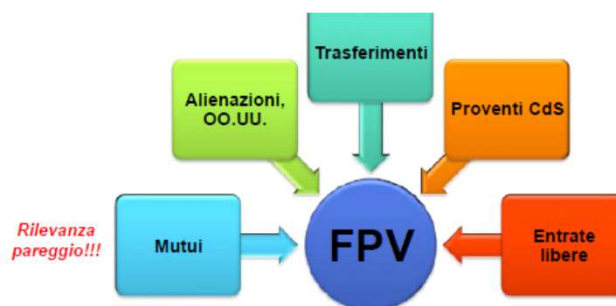 Trasferimenti
Alienazioni,
OO.UU.
Proventi CdS
Rilevanza
pareggio!!!
Mutui
FPV
Entrate
libere